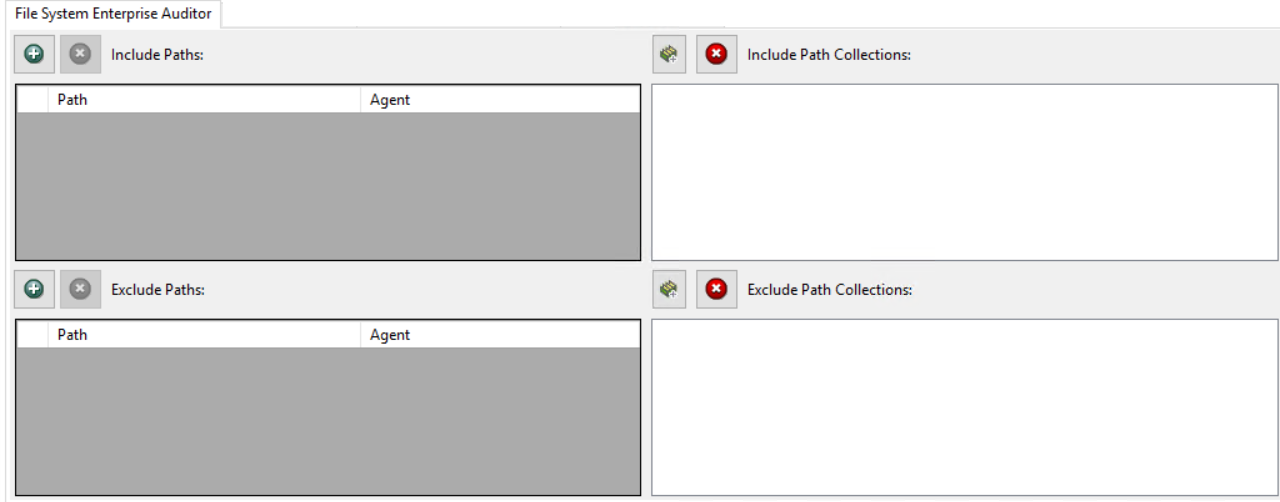 File System Enterprise Auditor
Include Paths:
Include Path Collections:
Path Agent
Exclude Paths:
Exclude Path Collections:
Path Agent